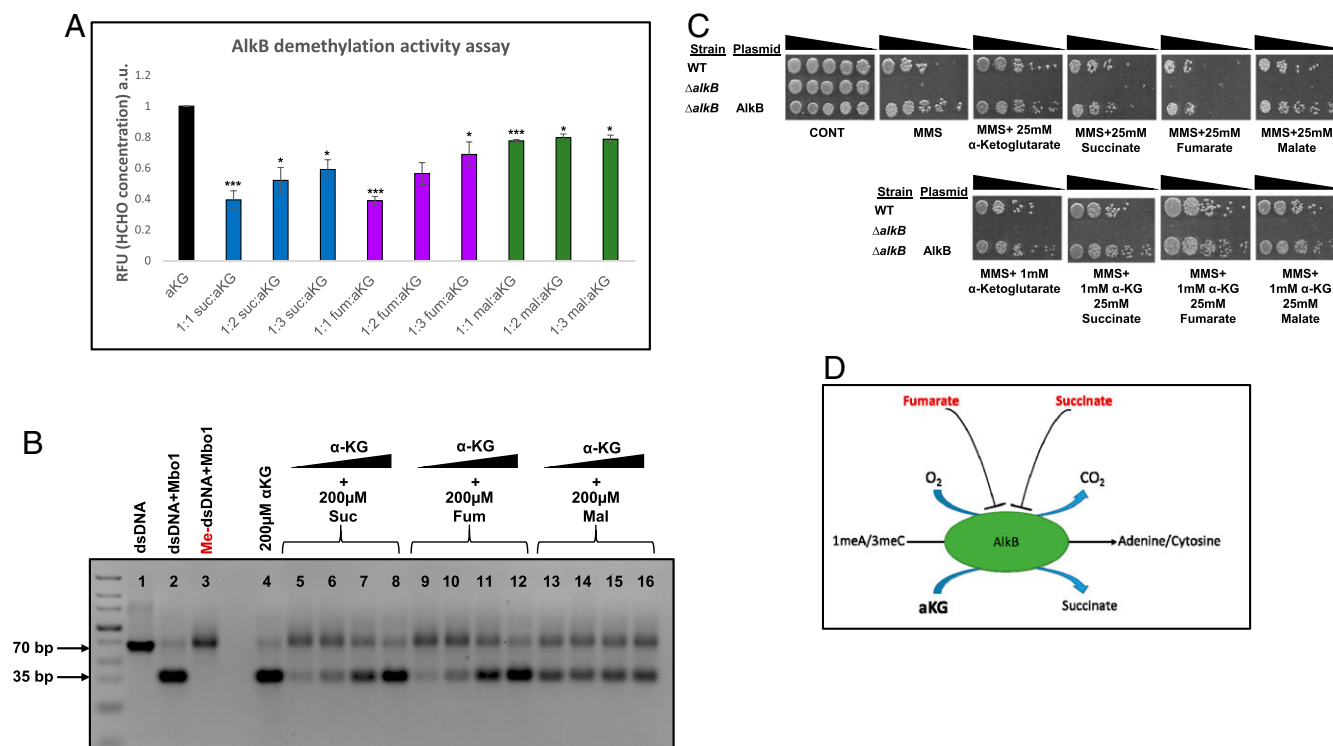 A
AlkB demethylation activity assay
RFU (HCHO concentration) a.u.
1.2
1
0.8
0.6
0.4
0.2
0
***
*
*
***
*
***
*
*
aKG
1:1 suc:aKG
1:2 suc:aKG
1:3 suc:aKG
1:1 fum:aKG
1:2 fum:aKG
1:3 fum:aKG
1:1 mal:aKG
1:2 mal:aKG
1:3 mal:aKG
B
dsDNA
dsDNA+Mbo1
Me-dsDNA+Mbo1
200μM αKG
α-KG
+
200μM
Suc
α-KG
+
200μM
Fum
α-KG
+
200μM
Mal
1 2 3 4 5 6 7 8 9 10 11 12 13 14 15 16
70 bp
35 bp
C
Strain Plasmid
WT
ΔalkB
ΔalkB AlkB
CONT
MMS
MMS+ 25mM
α-Ketoglutarate
MMS+25mM
Succinate
MMS+25mM
Fumarate
MMS+25mM
Malate
Strain Plasmid
WT
ΔalkB
ΔalkB AlkB
MMS+ 1mM
α-Ketoglutarate
MMS+
1mM α-KG
25mM
Succinate
MMS+
1mM α-KG
25mM
Fumarate
MMS+
1mM α-KG
25mM
Malate
D
Fumarate
Succinate
O2
CO2
1meA/3meC
AlkB
Adenine/Cytosine
aKG
Succinate